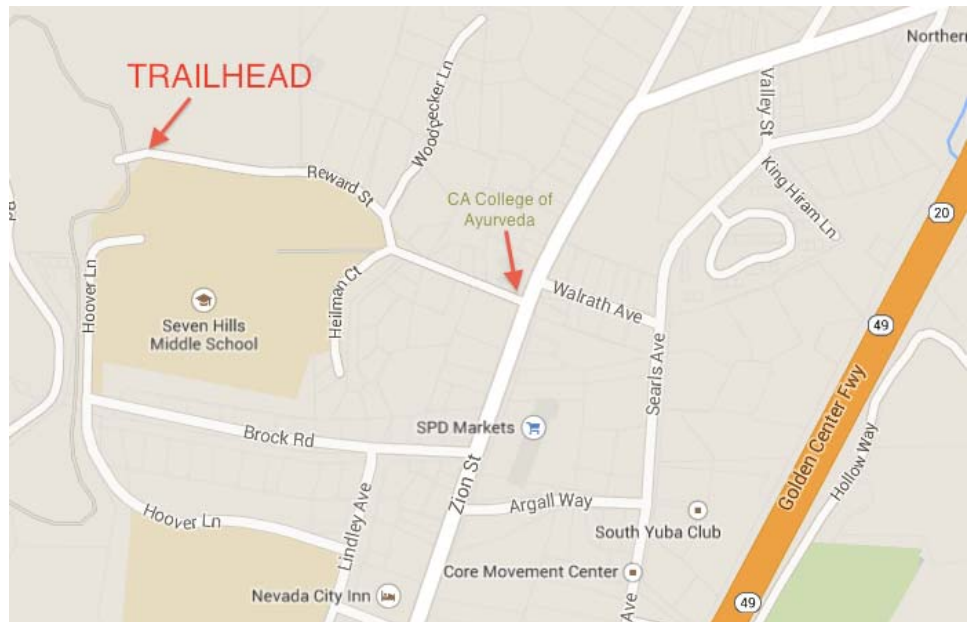 Northern
TRAILHEAD
Woodpecker Ln
Valley St
Reward St
CA College of
Ayurveda
King Hiram Ln
20
Hoover Ln
Heilman Ct
Walrath Ave
Seven Hills
Middle School
49
Searls Ave
Golden Center Fwy
Hollow Way
SPD Markets
Brock Rd
Zion St
Argall Way
Lindley Ave
Hoover Ln
South Yuba Club
Core Movement Center
Nevada City Inn
Ave
49